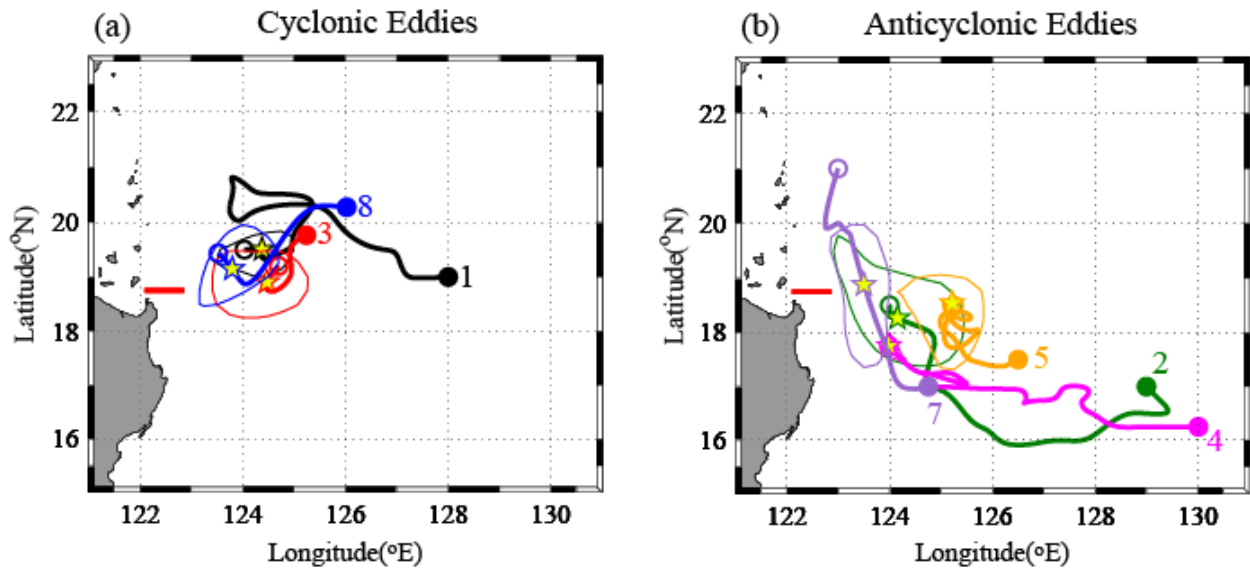 (a) Cyclonic Eddies
22
20
18
16
122 124 126 128 130
Latitude(°N)
Longitude(°E)
8
3
1
(b) Anticyclonic Eddies
22
20
18
16
122 124 126 128 130
Latitude(°N)
Longitude(°E)
5
2
7
4